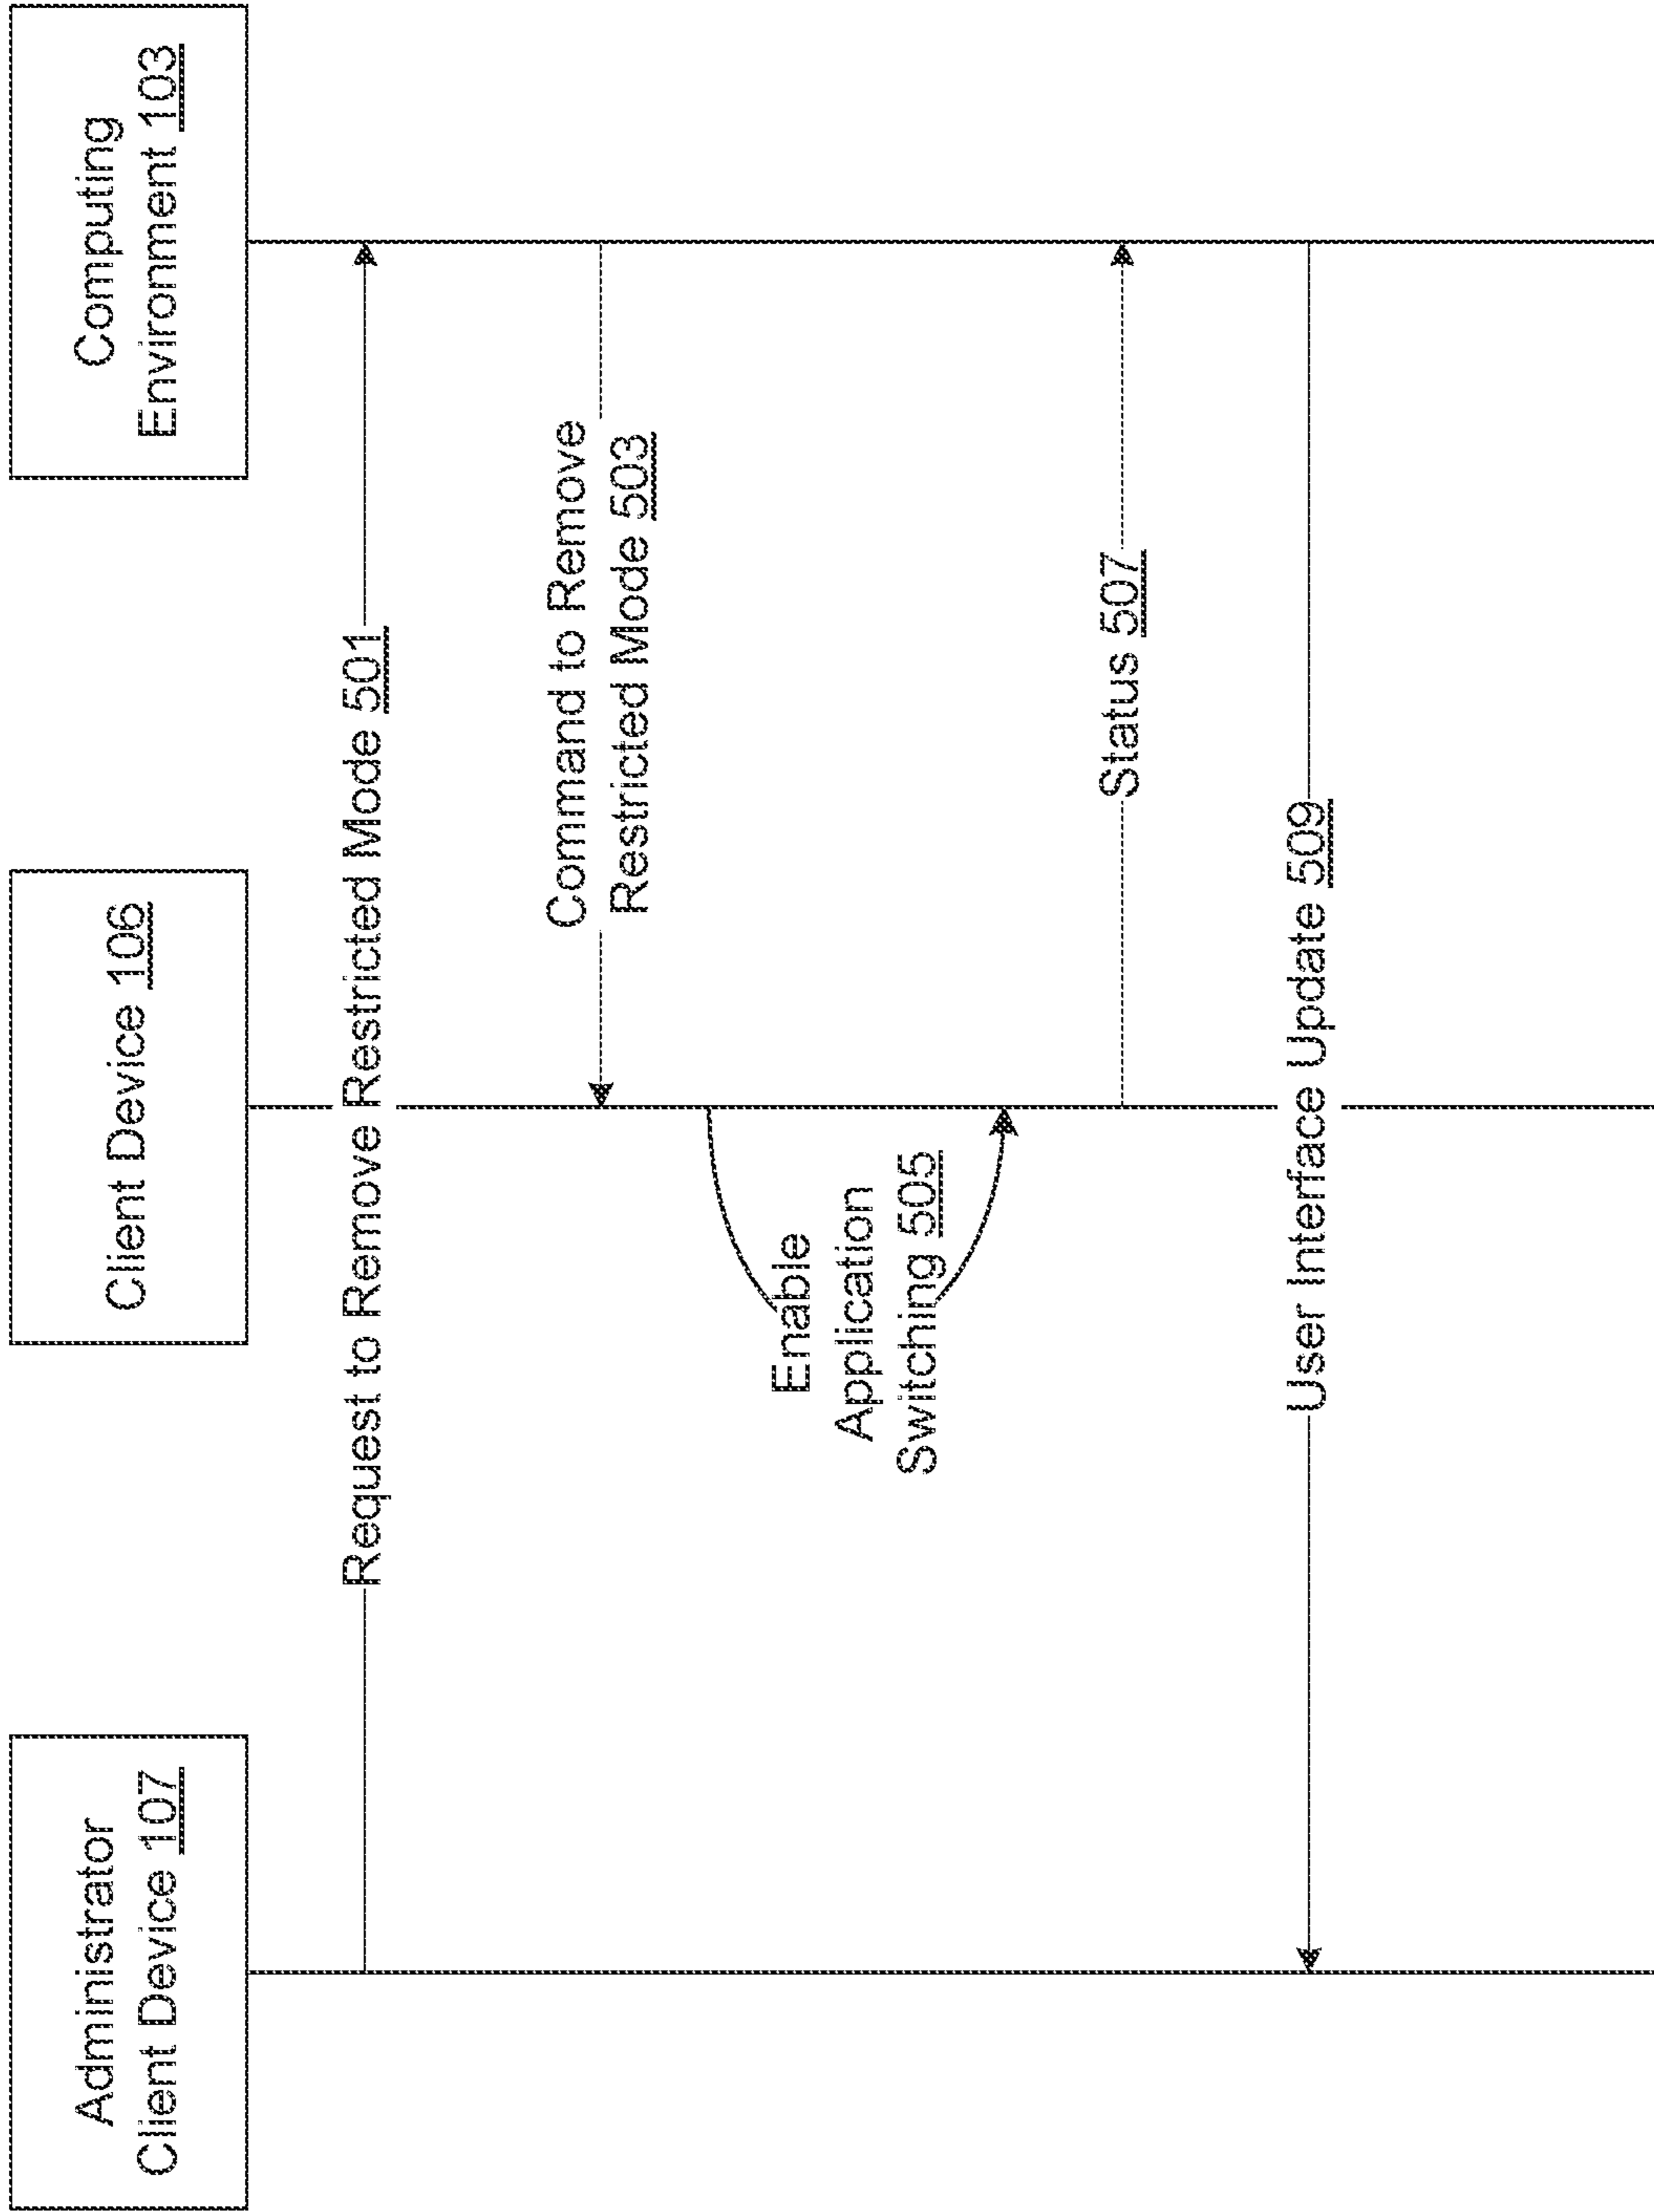 Administrator
Client Device 107
Client Device 106
Computing
Environment 103
Request to Remove Restricted Mode 501
Command to Remove
Restricted Mode 503
Enable
Application
Switching 505
Status 507
User Interface Update 509